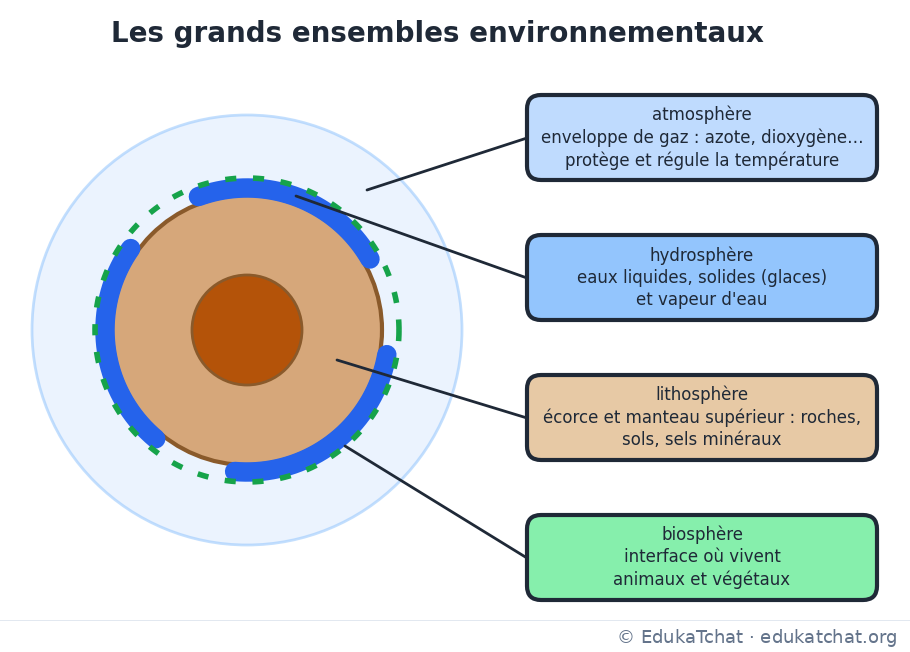 Les grands ensembles environnementaux
atmosphère
enveloppe de gaz : azote, dioxygène…
protège et régule la température
hydrosphère
eaux liquides, solides (glaces)
et vapeur d'eau
lithosphère
écorce et manteau supérieur : roches,
sols, sels minéraux
biosphère
interface où vivent
animaux et végétaux
© EdukaTchat · edukatchat.org